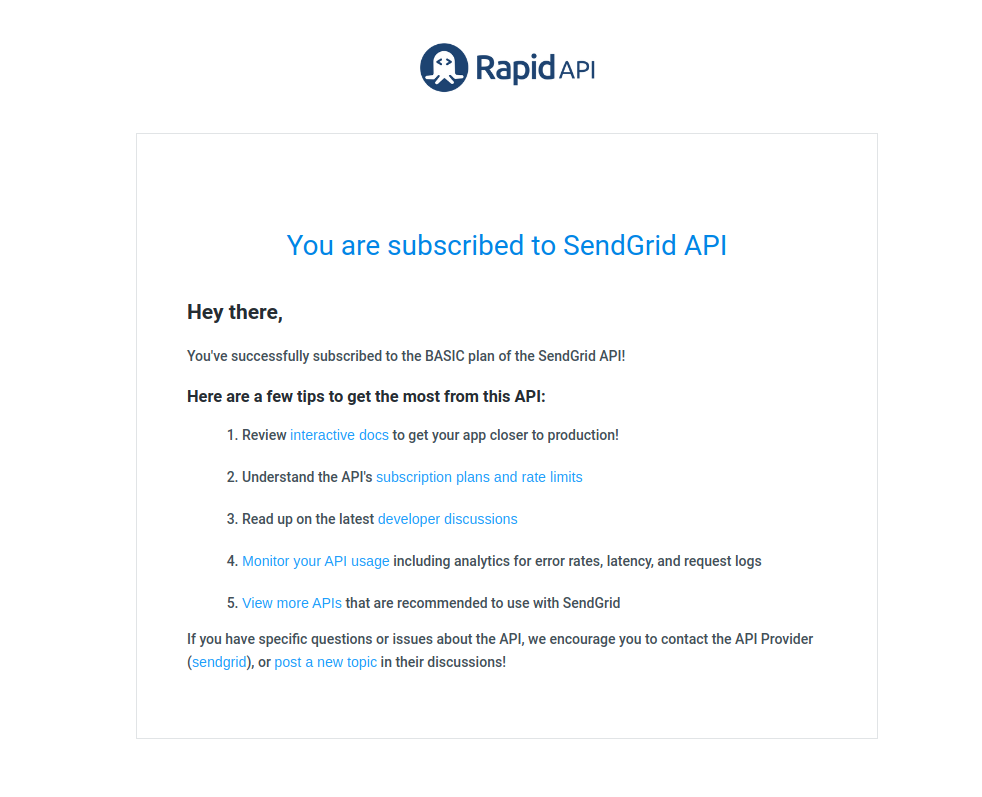 Rapid API
You are subscribed to SendGrid API
Hey there,
You've successfully subscribed to the BASIC plan of the SendGrid API!
Here are a few tips to get the most from this API:
1. Review interactive docs to get your app closer to production!
2. Understand the API's subscription plans and rate limits
3. Read up on the latest developer discussions
4. Monitor your API usage including analytics for error rates, latency, and request logs
5. View more APIs that are recommended to use with SendGrid
If you have specific questions or issues about the API, we encourage you to contact the API Provider
(sendgrid), or post a new topic in their discussions!